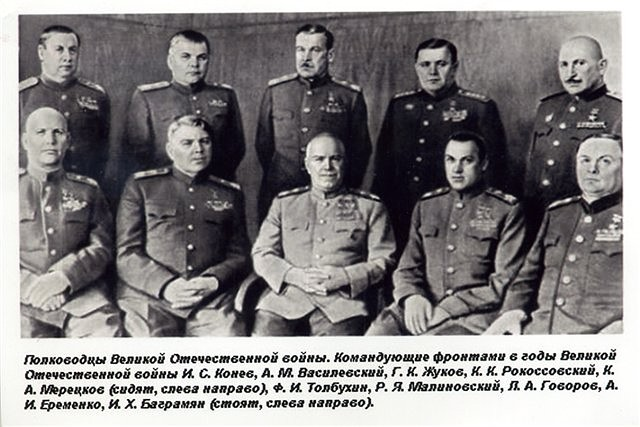 Полководцы Великой Отечественной войны. Командующие фронтами в годы Великой
Отечественной войны И. С. Конев, А. М. Василевский, Г. К. Жуков, К. К. Рокоссовский, К.
А. Мерецков (сидят, слева направо), Ф. И. Толбухин, Р. Я. Малиновский, Л. А. Говоров, А.
И. Еременко, И. Х. Баграмян (стоят, слева направо).